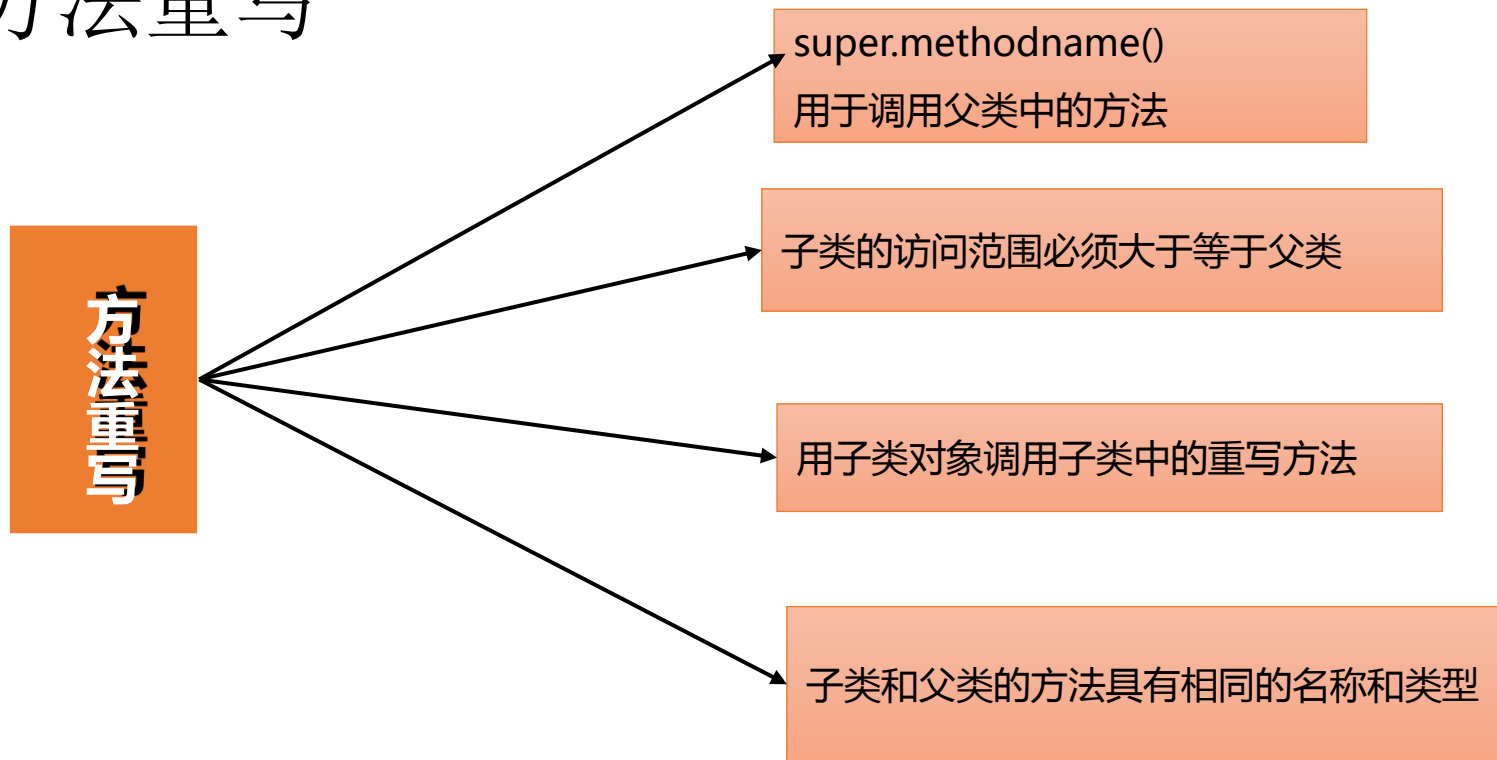 方法重写
super.methodname()
用于调用父类中的方法
子类的访问范围必须大于等于父类
方法重写
用子类对象调用子类中的重写方法
子类和父类的方法具有相同的名称和类型